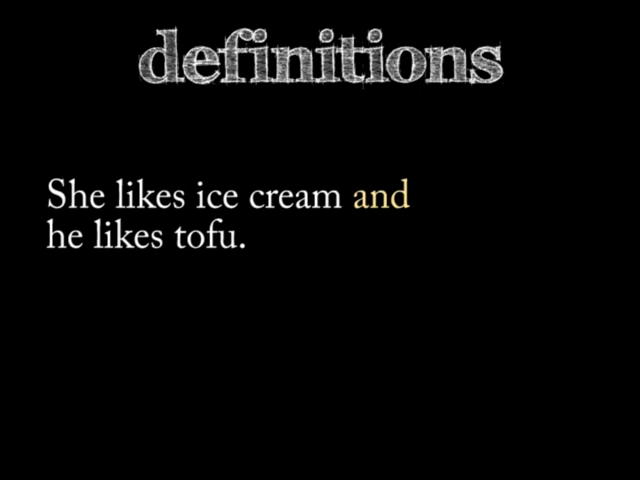 definitions
She likes ice cream and
he likes tofu.